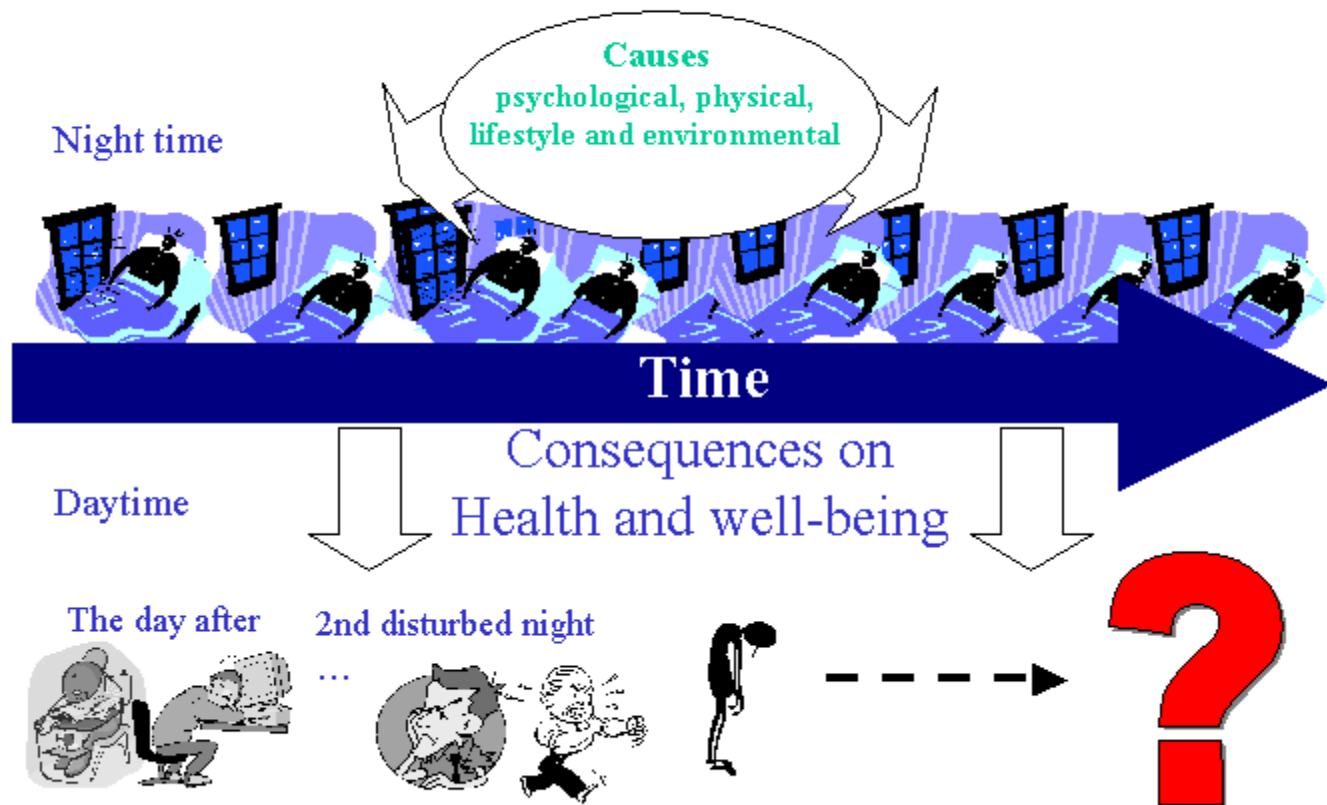 Causes
psychological, physical,
lifestyle and environmental
Night time
Time
Consequences on
Health and well-being
Daytime
The day after
2nd disturbed night
...
?